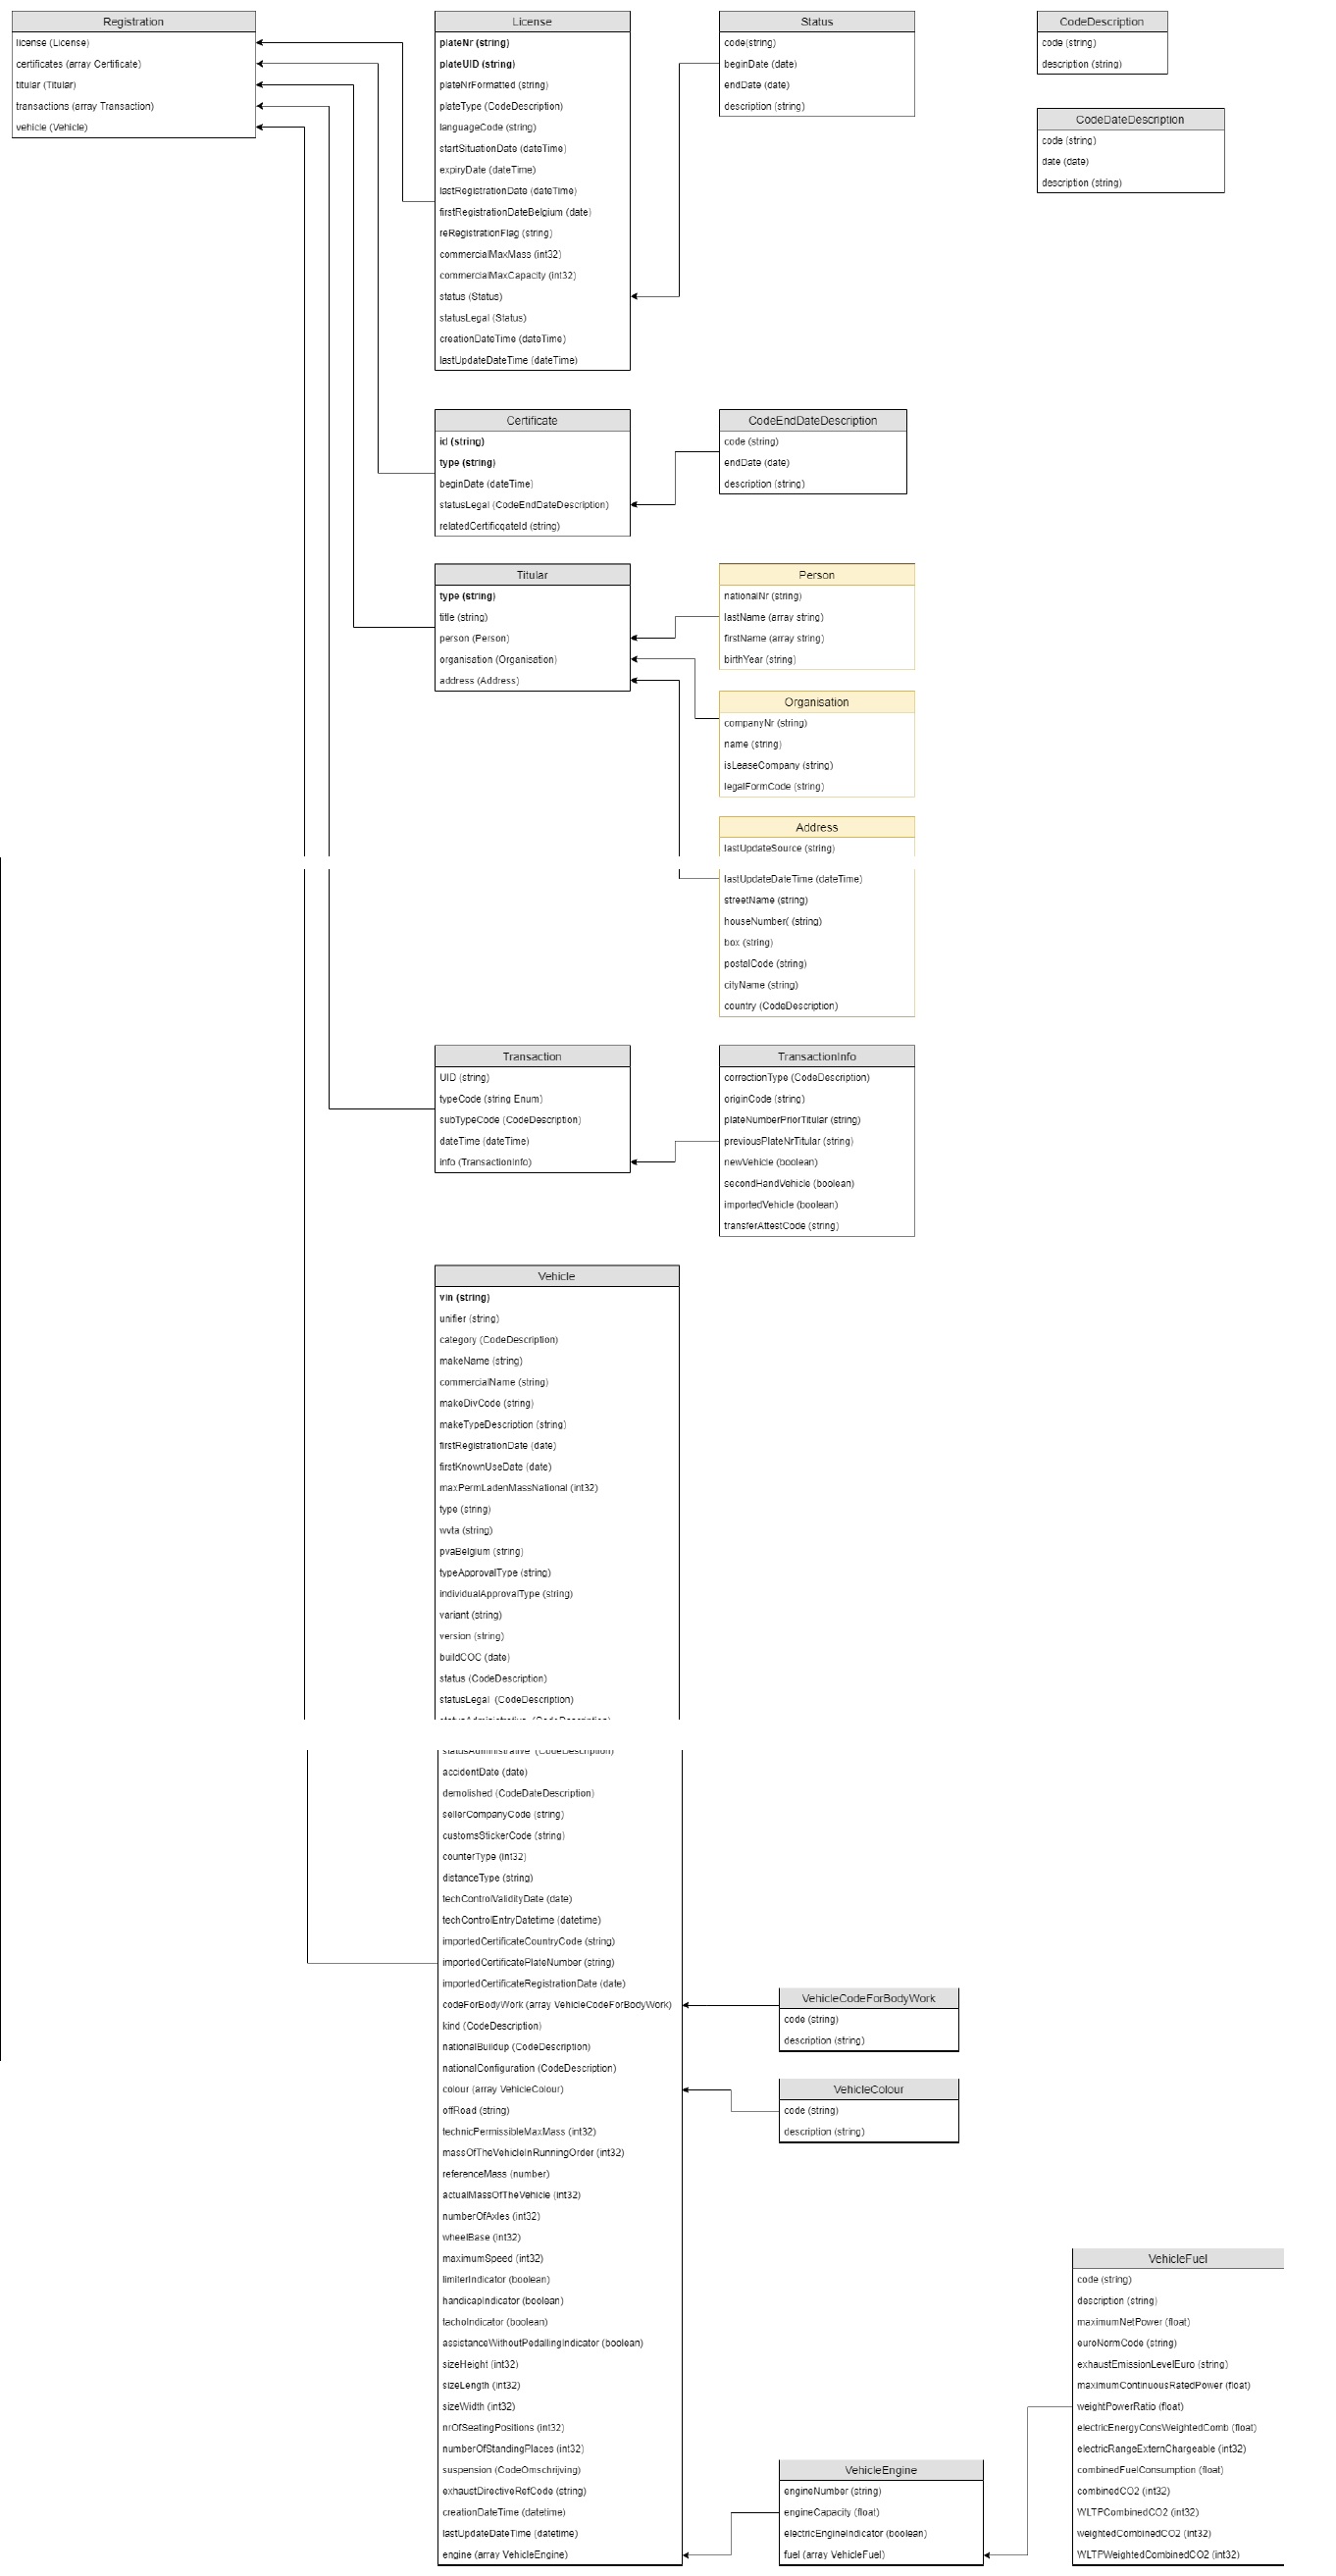 Registration
license (License)
certificates (array Certificate)
titular (Titular)
transactions (array Transaction)
vehicle (Vehicle)
License
plateNr (string)
plateUID (string)
plateNrFormatted (string)
plateType (CodeDescription)
languageCode (string)
startSituationDate (dateTime)
expiryDate (dateTime)
lastRegistrationDate (dateTime)
firstRegistrationDateBelgium (date)
reRegistrationFlag (string)
commercialMaxMass (int32)
commercialMaxCapacity (int32)
status (Status)
statusLegal (Status)
creationDateTime (dateTime)
lastUpdateDateTime (dateTime)
Status
code(string)
beginDate (date)
endDate (date)
description (string)
CodeDescription
code (string)
description (string)
CodeDateDescription
code (string)
date (date)
description (string)
Certificate
id (string)
type (string)
beginDate (dateTime)
statusLegal (CodeEndDateDescription)
relatedCertificqateId (string)
CodeEndDateDescription
code (string)
endDate (date)
description (string)
Titular
type (string)
title (string)
person (Person)
organisation (Organisation)
address (Address)
Person
nationalNr (string)
lastName (array string)
firstName (array string)
birthYear (string)
Organisation
companyNr (string)
name (string)
isLeaseCompany (string)
legalFormCode (string)
Address
lastUpdateSource (string)
lastUpdateDateTime (dateTime)
streetName (string)
houseNumber( (string)
box (string)
postalCode (string)
cityName (string)
country (CodeDescription)
Transaction
UID (string)
typeCode (string Enum)
subTypeCode (CodeDescription)
dateTime (dateTime)
info (TransactionInfo)
TransactionInfo
correctionType (CodeDescription)
originCode (string)
plateNumberPriorTitular (string)
previousPlateNrTitular (string)
newVehicle (boolean)
secondHandVehicle (boolean)
importedVehicle (boolean)
transferAttestCode (string)
Vehicle
vin (string)
unifier (string)
category (CodeDescription)
makeName (string)
commercialName (string)
makeDivCode (string)
makeTypeDescription (string)
firstRegistrationDate (date)
firstKnownUseDate (date)
maxPermLadenMassNational (int32)
type (string)
wvta (string)
pvaBelgium (string)
typeApprovalType (string)
individualApprovalType (string)
variant (string)
version (string)
buildCOC (date)
status (CodeDescription)
statusLegal (CodeDescription)
statusAdministrative (CodeDescription)
statusAdministrative (CodeDescription)
accidentDate (date)
demolished (CodeDateDescription)
sellerCompanyCode (string)
customsStickerCode (string)
counterType (int32)
distanceType (string)
techControlValidityDate (date)
techControlEntryDatetime (datetime)
importedCertificateCountryCode (string)
importedCertificatePlateNumber (string)
importedCertificateRegistrationDate (date)
codeForBodyWork (array VehicleCodeForBodyWork)
kind (CodeDescription)
nationalBuildup (CodeDescription)
nationalConfiguration (CodeDescription)
colour (array VehicleColour)
offRoad (string)
technicPermissibleMaxMass (int32)
massOfTheVehicleInRunningOrder (int32)
referenceMass (number)
actualMassOfTheVehicle (int32)
numberOfAxles (int32)
wheelBase (int32)
maximumSpeed (int32)
limiterIndicator (boolean)
handicapIndicator (boolean)
tachoIndicator (boolean)
assistanceWithoutPedallingIndicator (boolean)
sizeHeight (int32)
sizeLength (int32)
sizeWidth (int32)
nrOfSeatingPositions (int32)
numberOfStandingPlaces (int32)
suspension (CodeOmschrijving)
exhaustDirectiveRefCode (string)
creationDateTime (datetime)
lastUpdateDateTime (datetime)
engine (array VehicleEngine)
VehicleCodeForBodyWork
code (string)
description (string)
VehicleColour
code (string)
description (string)
VehicleEngine
engineNumber (string)
engineCapacity (float)
electricEngineIndicator (boolean)
fuel (array VehicleFuel)
VehicleFuel
code (string)
description (string)
maximumNetPower (float)
euroNormCode (string)
exhaustEmissionLevelEuro (string)
maximumContinuousRatedPower (float)
weightPowerRatio (float)
electricEnergyConsWeightedComb (float)
electricRangeExternChargeable (int32)
combinedFuelConsumption (float)
combinedCO2 (int32)
WLTPCombinedCO2 (int32)
weightedCombinedCO2 (int32)
WLTPWeightedCombinedCO2 (int32)